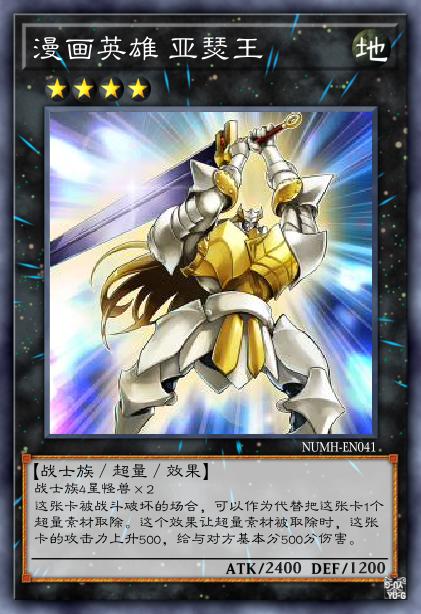 漫画英雄 亚瑟王
地
NUMH-EN041
【战士族/超量/效果】
战士族4星怪兽×2
这张卡被战斗破坏的场合，可以作为代替把这张卡1个
超量素材取除。这个效果让超量素材被取除时，这张
卡的攻击力上升500，给与对方基本分500分伤害。
ATK/2400 DEF/1200